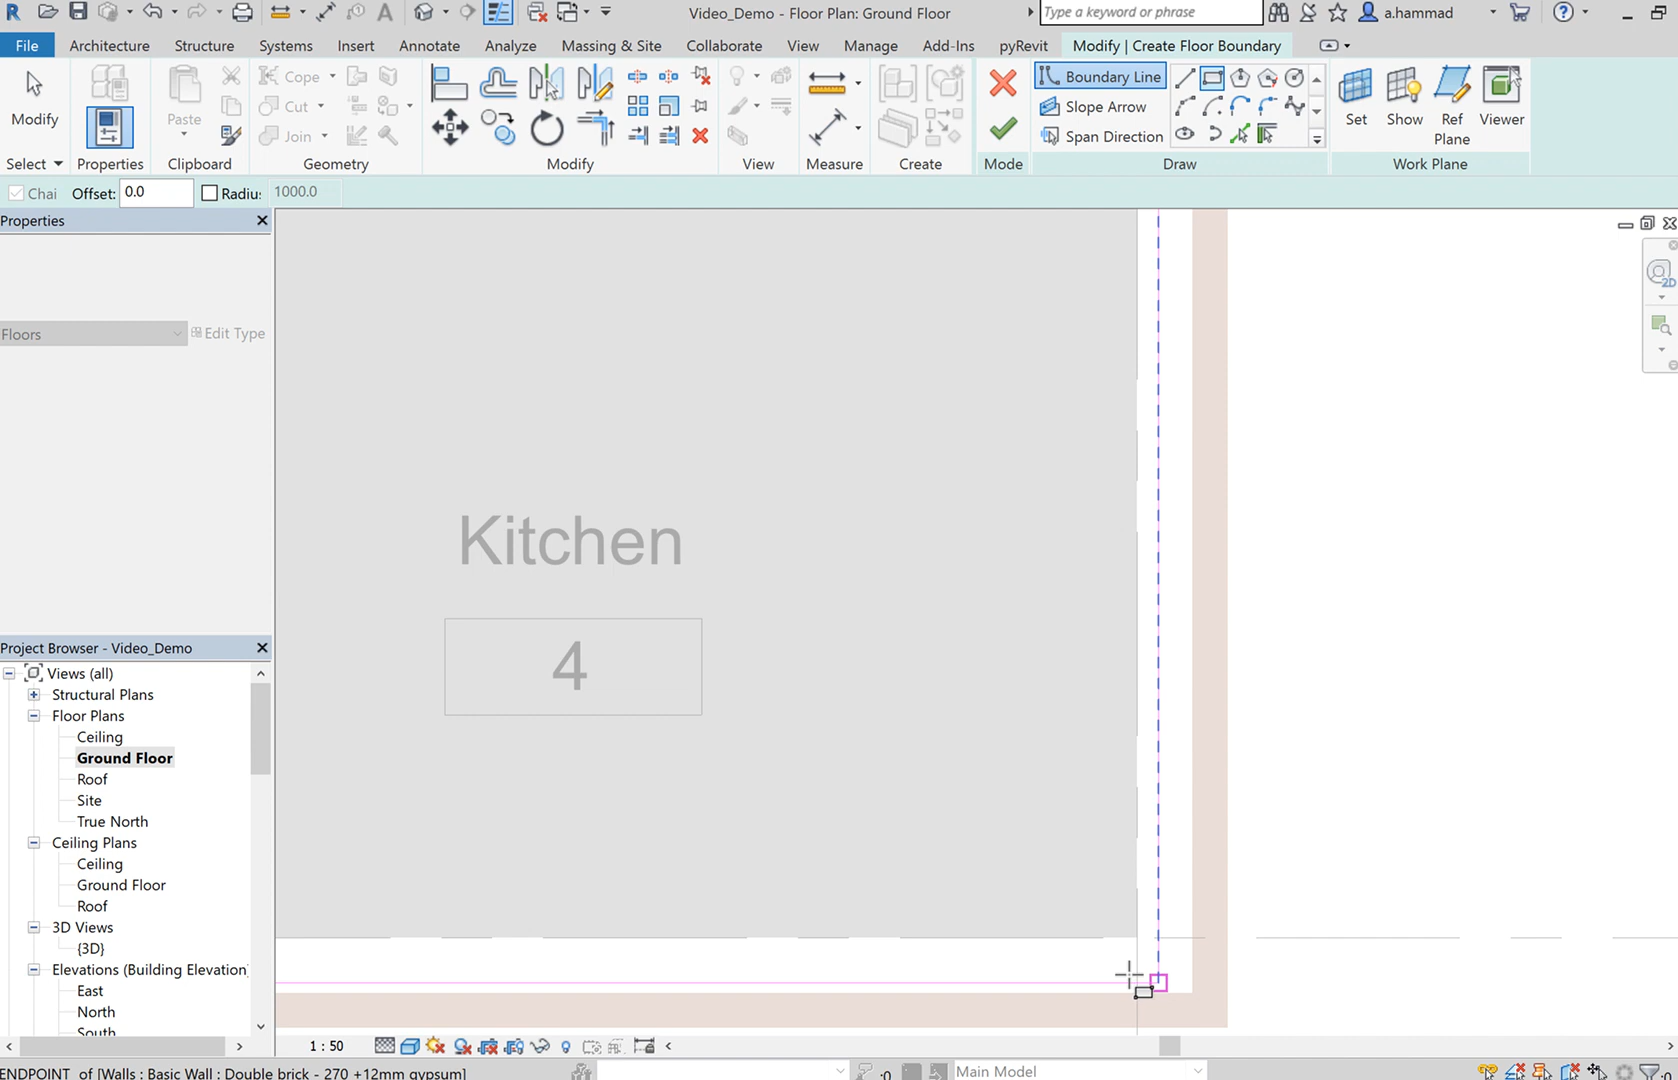 Video_Demo - Floor Plan: Ground Floor
Type a keyword or phrase
a.hammad
File
Architecture
Structure
Systems
Insert
Annotate
Analyze
Massing & Site
Collaborate
View
Manage
Add-Ins
pyRevit
Modify | Create Floor Boundary
Modify
Select
Properties
Paste
Clipboard
Cope
Cut
Join
Geometry
Modify
View
Measure
Create
Mode
Boundary Line
Slope Arrow
Span Direction
Draw
Set
Show
Ref
Plane
Viewer
Work Plane
Chai
Offset: 0.0
Radiu:
1000.0
Properties
Floors
Edit Type
Project Browser - Video_Demo
Views (all)
Structural Plans
Floor Plans
Ceiling
Ground Floor
Roof
Site
True North
Ceiling Plans
Ceiling
Ground Floor
Roof
3D Views
{3D}
Elevations (Building Elevation)
East
North
South
Kitchen
4
2D
1 : 50
ENDPOINT of [Walls : Basic Wall : Double brick - 270 +12mm gypsum]
:0
Main Model
:0